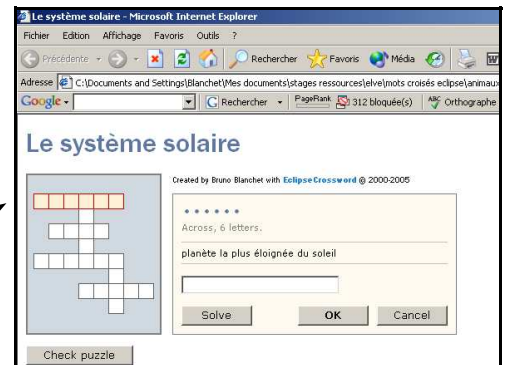 Le système solaire - Microsoft Internet Explorer
Fichier Edition Affichage Favoris Outils ?
Précédente Rechercher Favoris Média
Adresse C:\Documents and Settings\Blanchet\Mes documents\stages ressources\elve\mots croisés eclipse\animaux
Google Rechercher PageRank 312 bloquée(s) Orthographe
Le système solaire
Created by Bruno Blanchet with EclipseCrossword © 2000-2005
Across, 6 letters.
planète la plus éloignée du soleil
Solve OK Cancel
Check puzzle